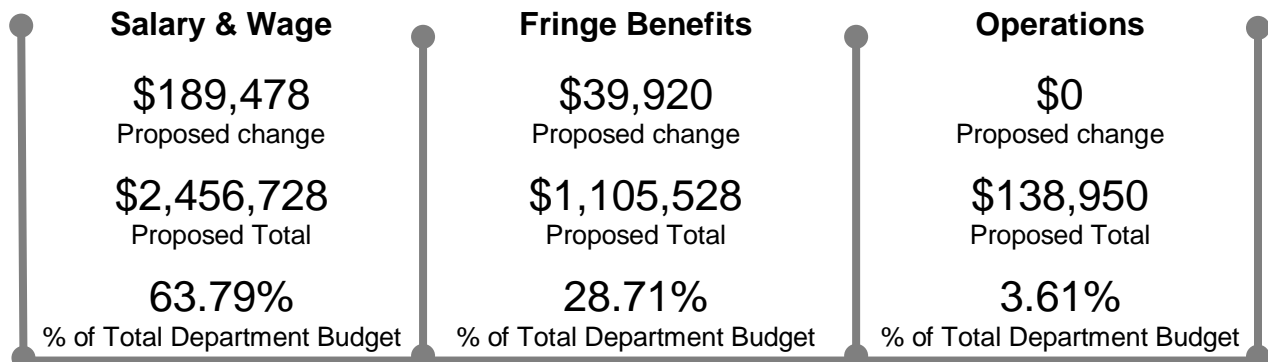 Salary & Wage
$189,478
Proposed change
$2,456,728
Proposed Total
63.79%
% of Total Department Budget
Fringe Benefits
$39,920
Proposed change
$1,105,528
Proposed Total
28.71%
% of Total Department Budget
Operations
$0
Proposed change
$138,950
Proposed Total
3.61%
% of Total Department Budget